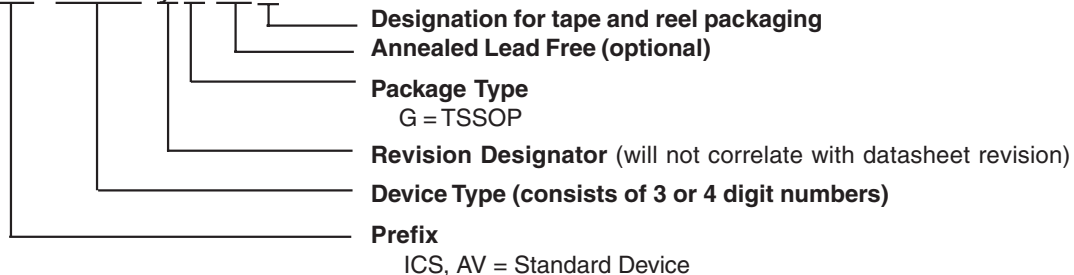 Designation for tape and reel packaging
Annealed Lead Free (optional)
Package Type
G = TSSOP
Revision Designator (will not correlate with datasheet revision)
Device Type (consists of 3 or 4 digit numbers)
Prefix
ICS, AV = Standard Device